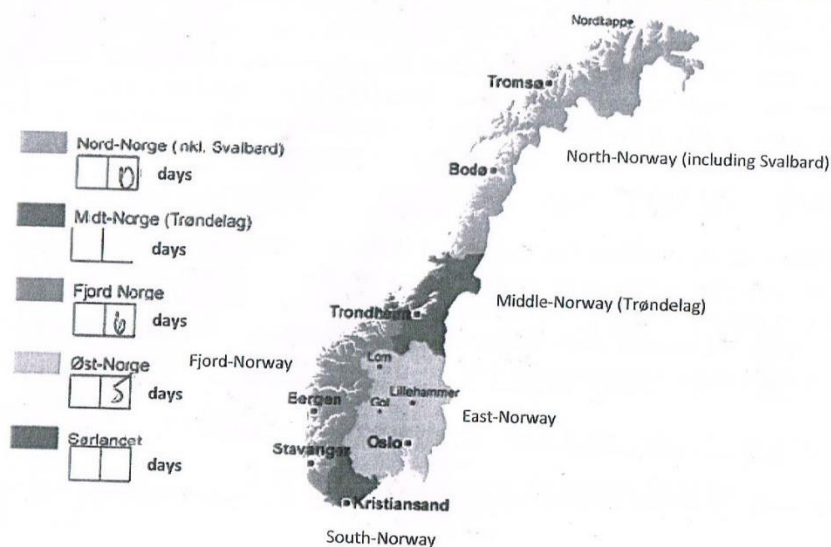 Nordkapp
Tromsø
Nord-Norge (inkl. Svalbard)
0 days
North-Norway (including Svalbard)
Bodø
Midt-Norge (Trøndelag)
days
Fjord Norge
6 days
Middle-Norway (Trøndelag)
Trondheim
Øst-Norge
5 days
Fjord-Norway
Lom
Lillehammer
Gol
Bergen
East-Norway
Sørlandet
days
Oslo
Stavanger
Kristiansand
South-Norway